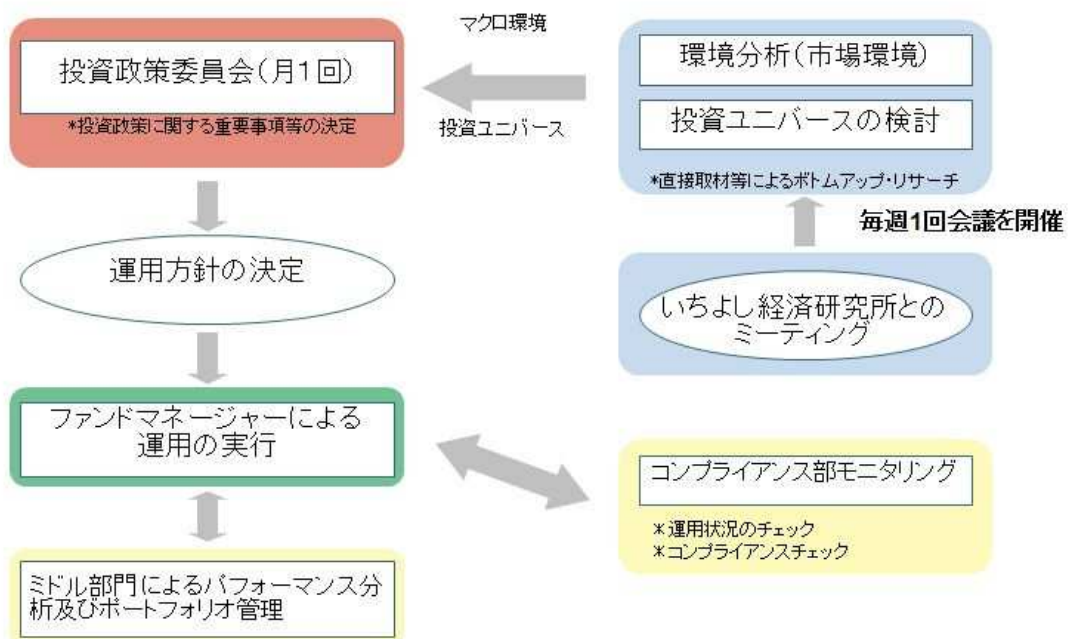 マクロ環境
投資政策委員会(月1回)
*投資政策に関する重要事項等の決定
投資ユニバース
環境分析(市場環境)
投資ユニバースの検討
*直接取材等によるボトムアップ・リサーチ
毎週1回会議を開催
運用方針の決定
いちよし経済研究所との
ミーティング
ファンドマネージャーによる
運用の実行
コンプライアンス部モニタリング
*運用状況のチェック
*コンプライアンスチェック
ミドル部門によるパフォーマンス分
析及びポートフォリオ管理